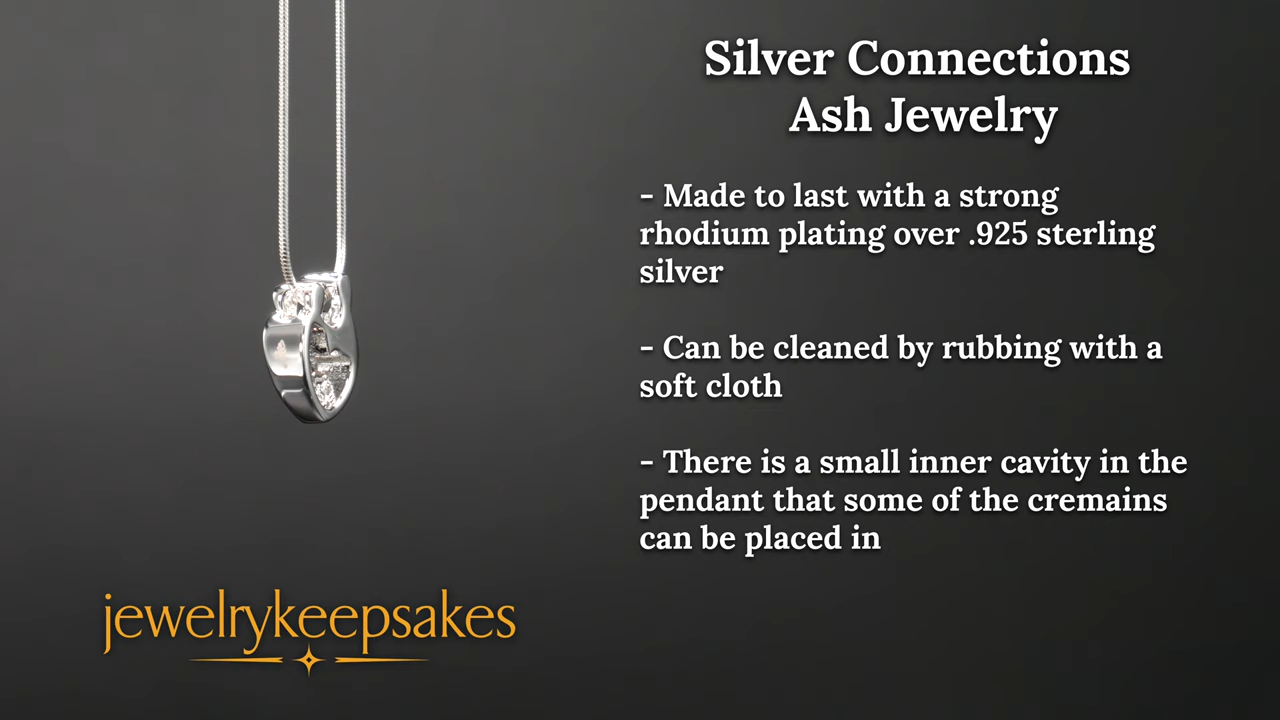 Silver Connections
Ash Jewelry
- Made to last with a strong
rhodium plating over .925 sterling
silver
- Can be cleaned by rubbing with a
soft cloth
- There is a small inner cavity in the
pendant that some of the cremains
can be placed in
jewelrykeepsakes